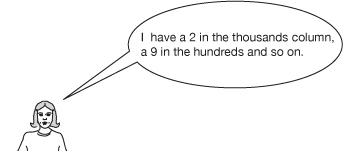 I have a 2 in the thousands column,
a 9 in the hundreds and so on.